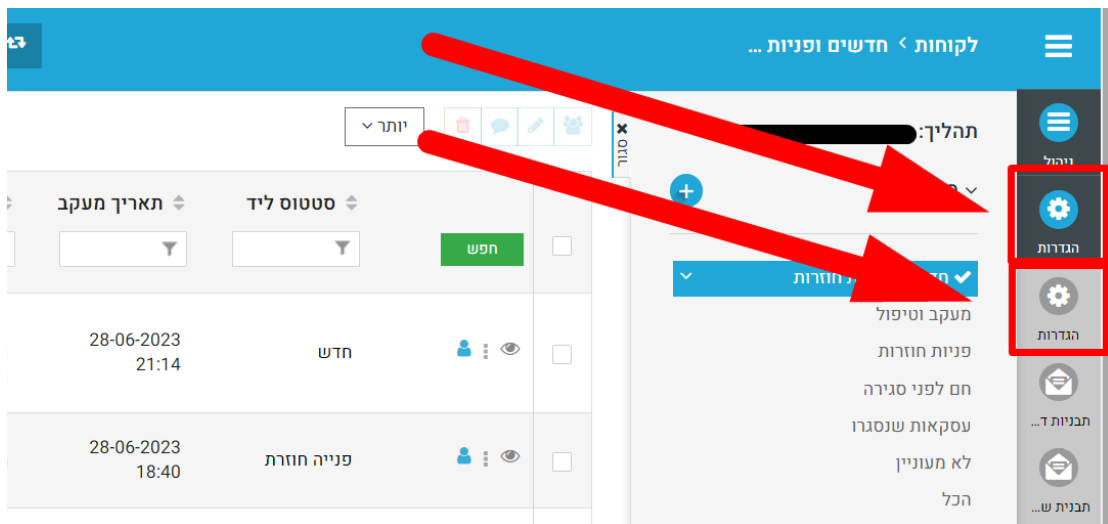 לקוחות > חדשים ופניות ...
ניהול
הגדרות
הגדרות
תבניות ד...
תבנית ש...
תהליך:
סגור
מעקב וטיפול
פניות חוזרות
חם לפני סגירה
עסקאות שנסגרו
לא מעוניין
הכל
יותר
סטטוס ליד
תאריך מעקב
חפש
חדש
28-06-2023
21:14
פנייה חוזרת
28-06-2023
18:40